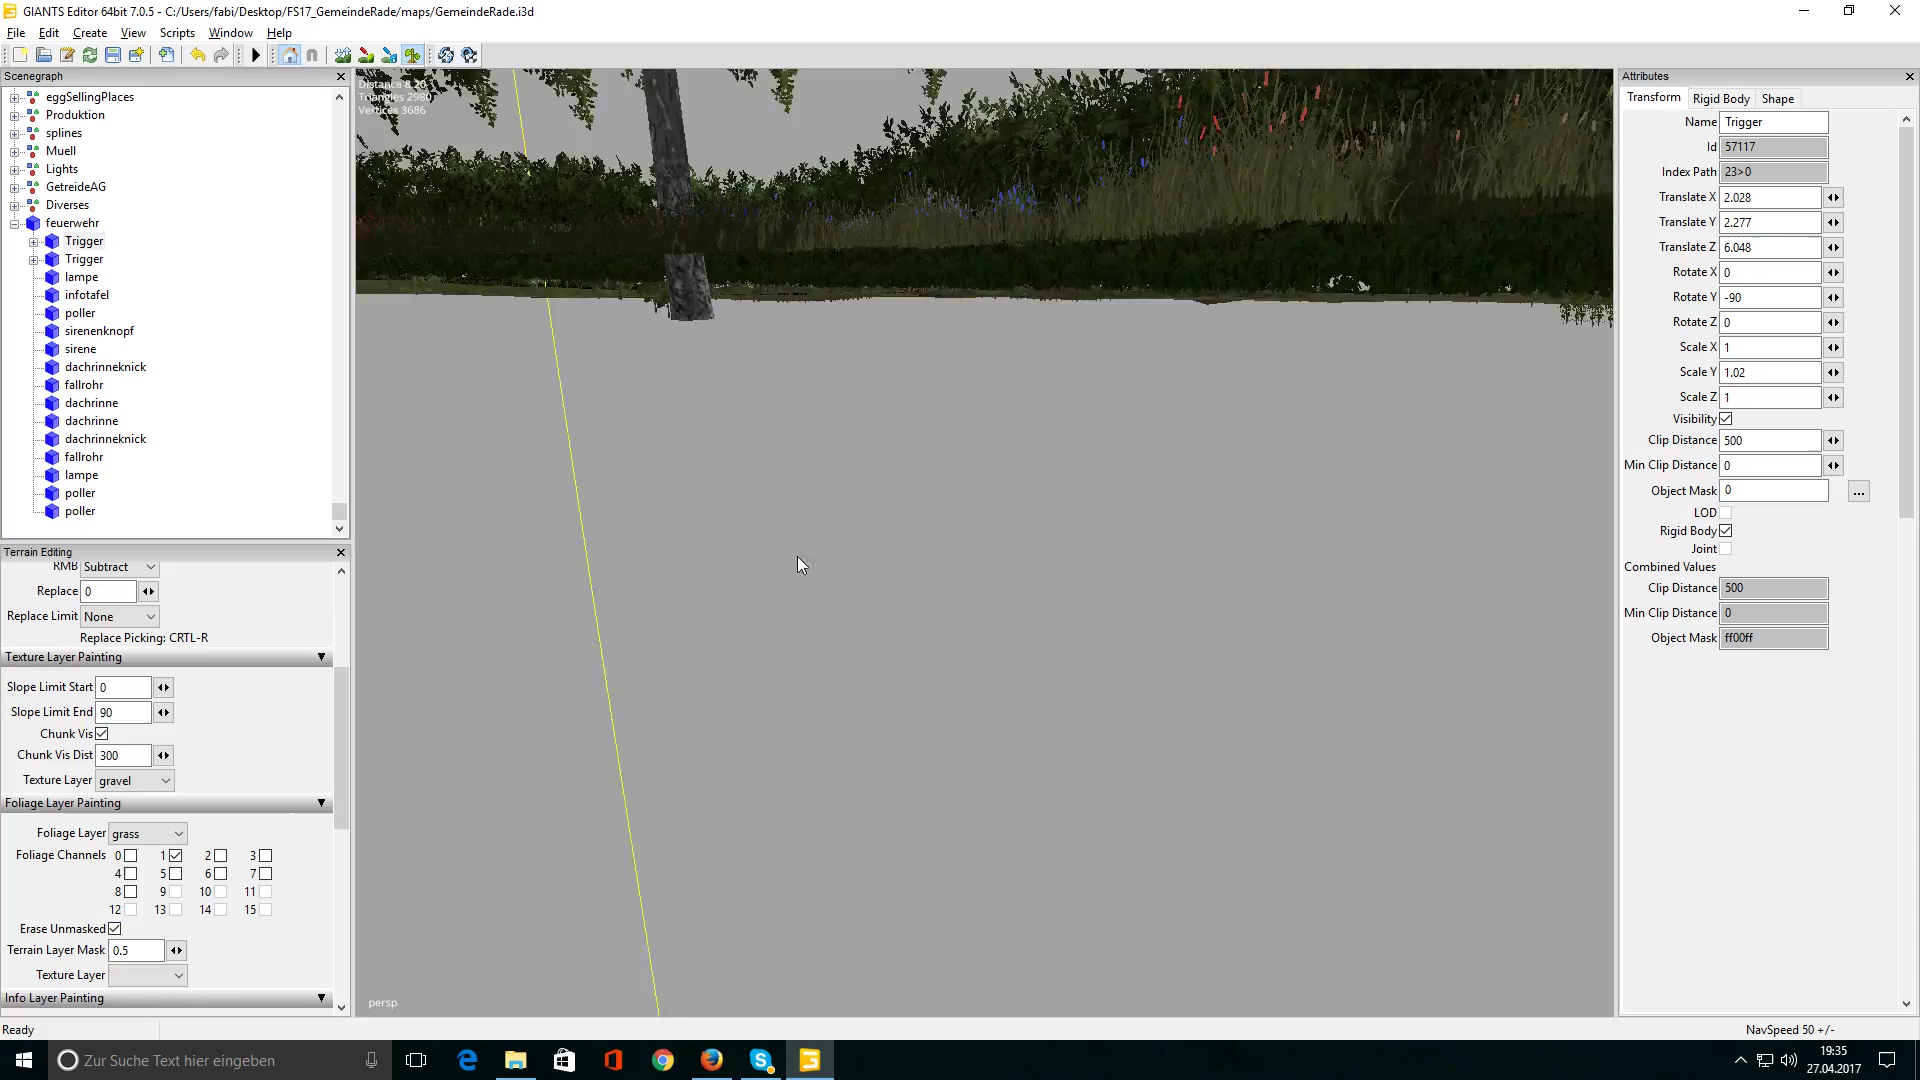 GIANTS Editor 64bit 7.0.5 - C:/Users/fabi/Desktop/FS17_GemeindeRade/maps/GemeindeRade.i3d
File Edit Create View Scripts Window Help
Scenegraph
eggSellingPlaces
Produktion
splines
Muell
Lights
GetreideAG
Diverses
feuerwehr
Trigger
Trigger
lampe
infotafel
poller
sirenenknopf
sirene
dachrinneknick
fallrohr
dachrinne
dachrinne
dachrinneknick
fallrohr
lampe
poller
poller
Terrain Editing
RMB Subtract
Replace 0
Replace Limit None
Replace Picking: CRTL-R
Texture Layer Painting
Slope Limit Start 0
Slope Limit End 90
Chunk Vis
Chunk Vis Dist 300
Texture Layer gravel
Foliage Layer Painting
Foliage Layer grass
Foliage Channels 0 1 2 3
4 5 6 7
8 9 10 11
12 13 14 15
Erase Unmasked
Terrain Layer Mask 0.5
Texture Layer
Info Layer Painting
Ready
Distance 8.20
Triangles 2980
Vertices 3686
persp
Attributes
Transform Rigid Body Shape
Name Trigger
Id 57117
Index Path 23>0
Translate X 2.028
Translate Y 2.277
Translate Z 6.048
Rotate X 0
Rotate Y -90
Rotate Z 0
Scale X 1
Scale Y 1.02
Scale Z 1
Visibility
Clip Distance 500
Min Clip Distance 0
Object Mask 0 ...
LOD
Rigid Body
Joint
Combined Values
Clip Distance 500
Min Clip Distance 0
Object Mask ff00ff
NavSpeed 50 +/-
Zur Suche Text hier eingeben
19:35
27.04.2017